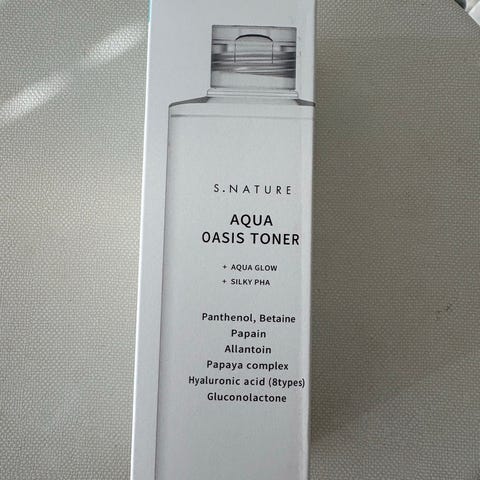 S.NATURE
AQUA
OASIS TONER
+ AQUA GLOW
+ SILKY PHA
Panthenol, Betaine
Papain
Allantoin
Papaya complex
Hyaluronic acid (8types)
Gluconolactone